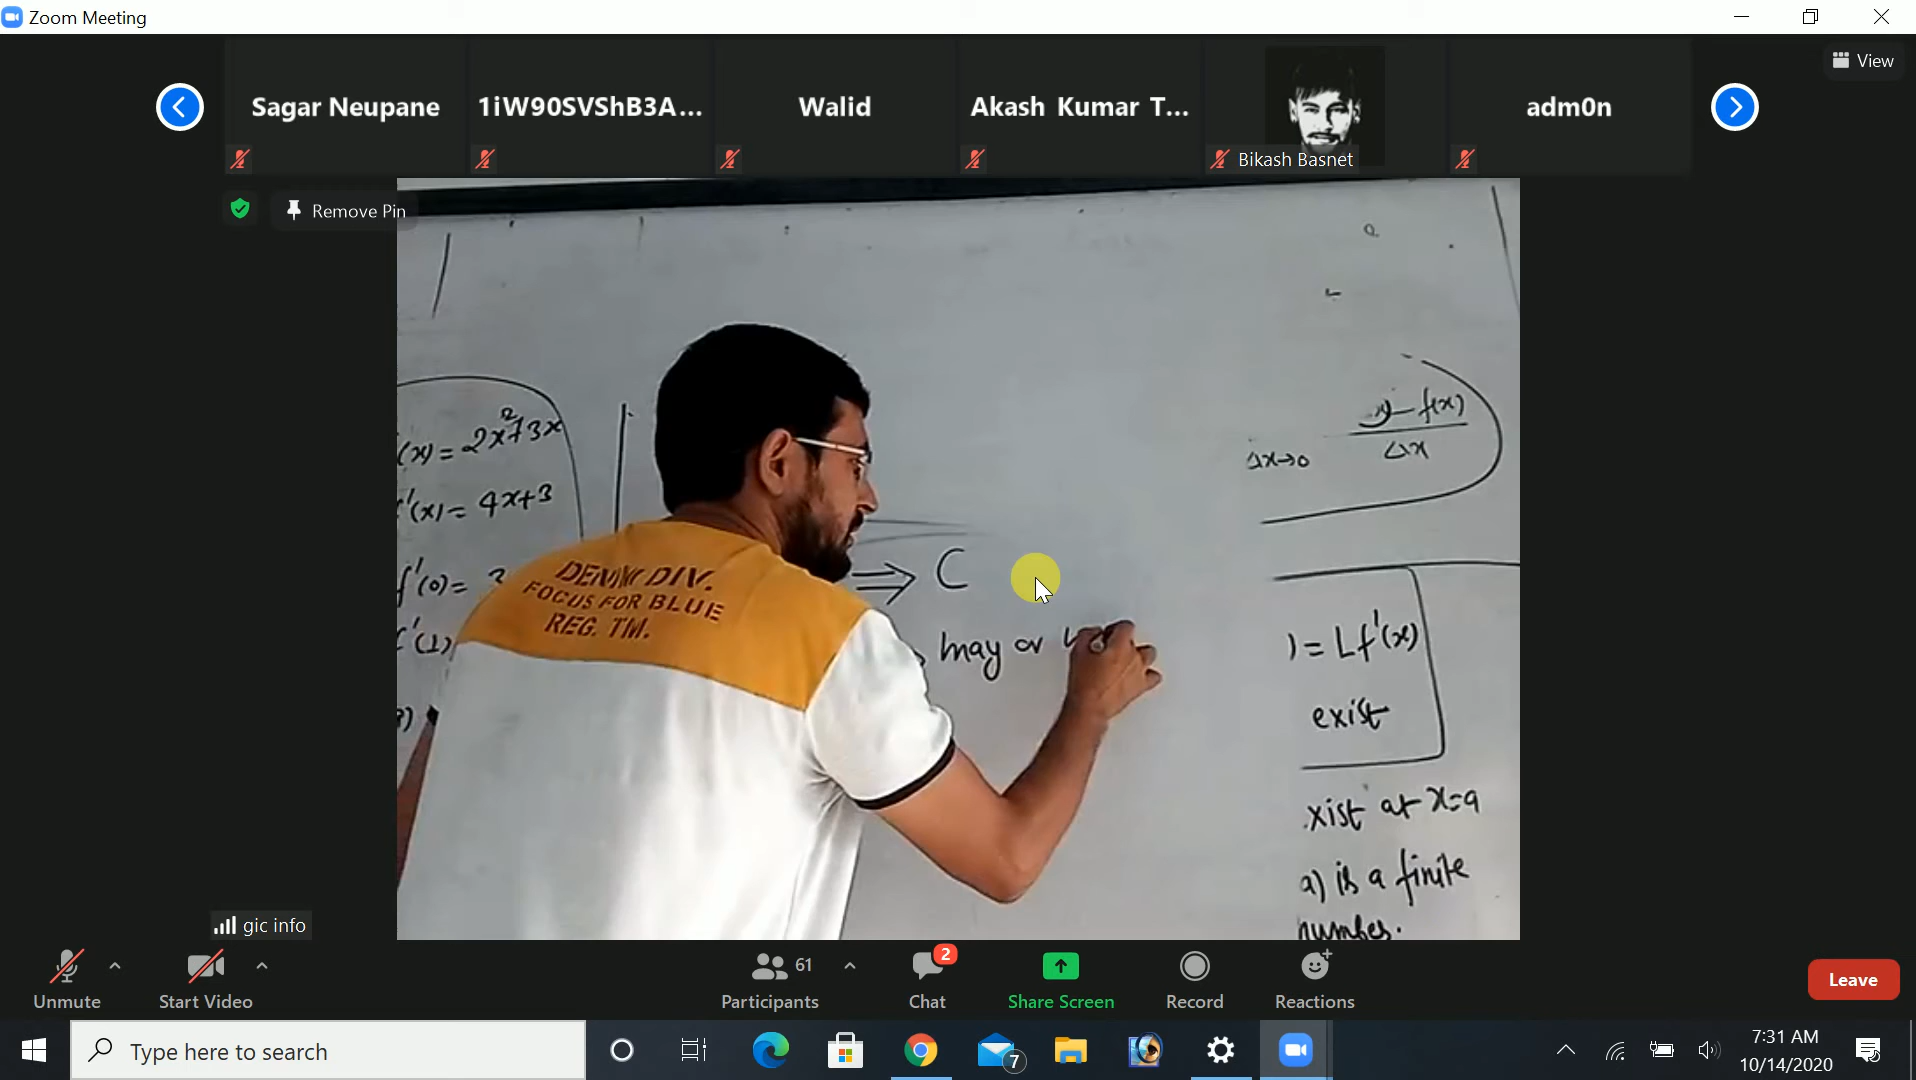 Zoom Meeting
View
Sagar Neupane
1iW90SVShB3A...
Walid
Akash Kumar T...
Bikash Basnet
adm0n
Remove Pin
(x) = 2x²+3x
'(x) = 4x+3
f'(0) =
'(1)
DENIM DIV.
FOCUS FOR BLUE
REG. TM.
⇒ C
may or
- f(x)
Δx
Δx→0
) = Lf'(x)
exist
xist at x=a
a) is a finite
number.
gic info
Unmute
Start Video
61
Participants
2
Chat
Share Screen
Record
Reactions
Leave
Type here to search
7
7:31 AM
10/14/2020